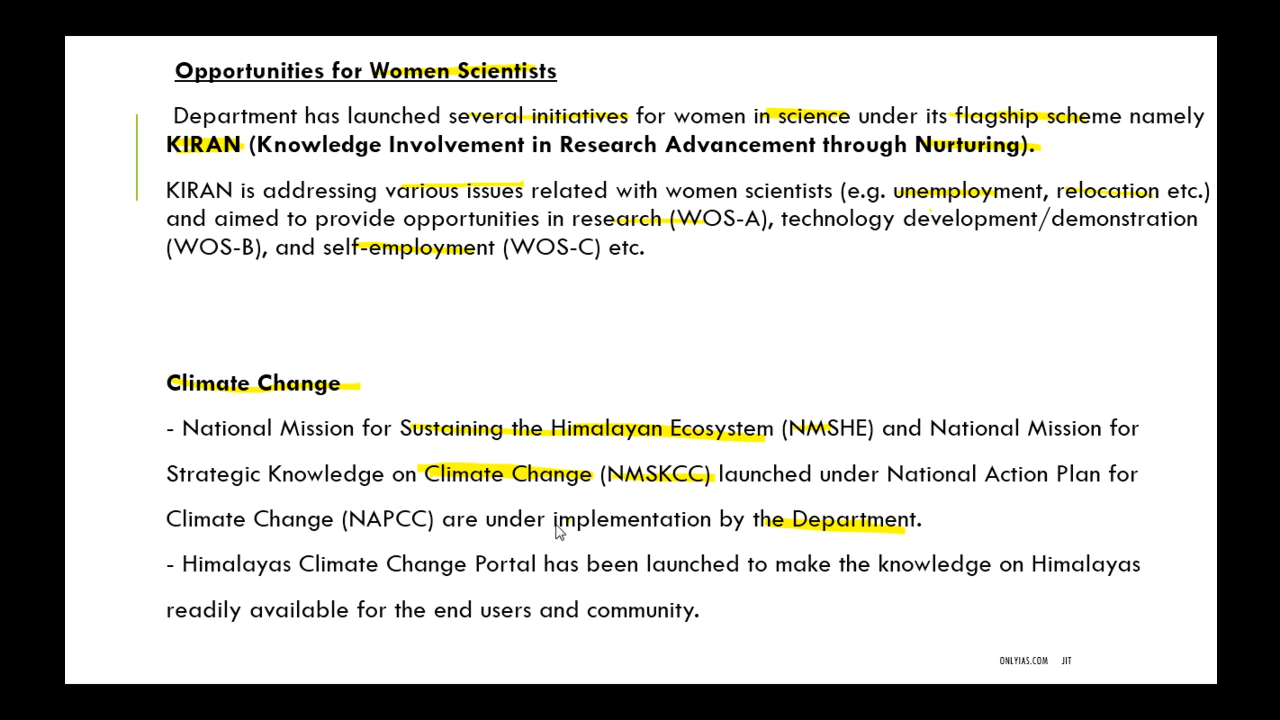 Opportunities for Women Scientists
Department has launched several initiatives for women in science under its flagship scheme namely
KIRAN (Knowledge Involvement in Research Advancement through Nurturing).
KIRAN is addressing various issues related with women scientists (e.g. unemployment, relocation etc.)
and aimed to provide opportunities in research (WOS-A), technology development/demonstration
(WOS-B), and self-employment (WOS-C) etc.
Climate Change
- National Mission for Sustaining the Himalayan Ecosystem (NMSHE) and National Mission for
Strategic Knowledge on Climate Change (NMSKCC) launched under National Action Plan for
Climate Change (NAPCC) are under implementation by the Department.
- Himalayas Climate Change Portal has been launched to make the knowledge on Himalayas
readily available for the end users and community.
ONLYIAS.COM JIT